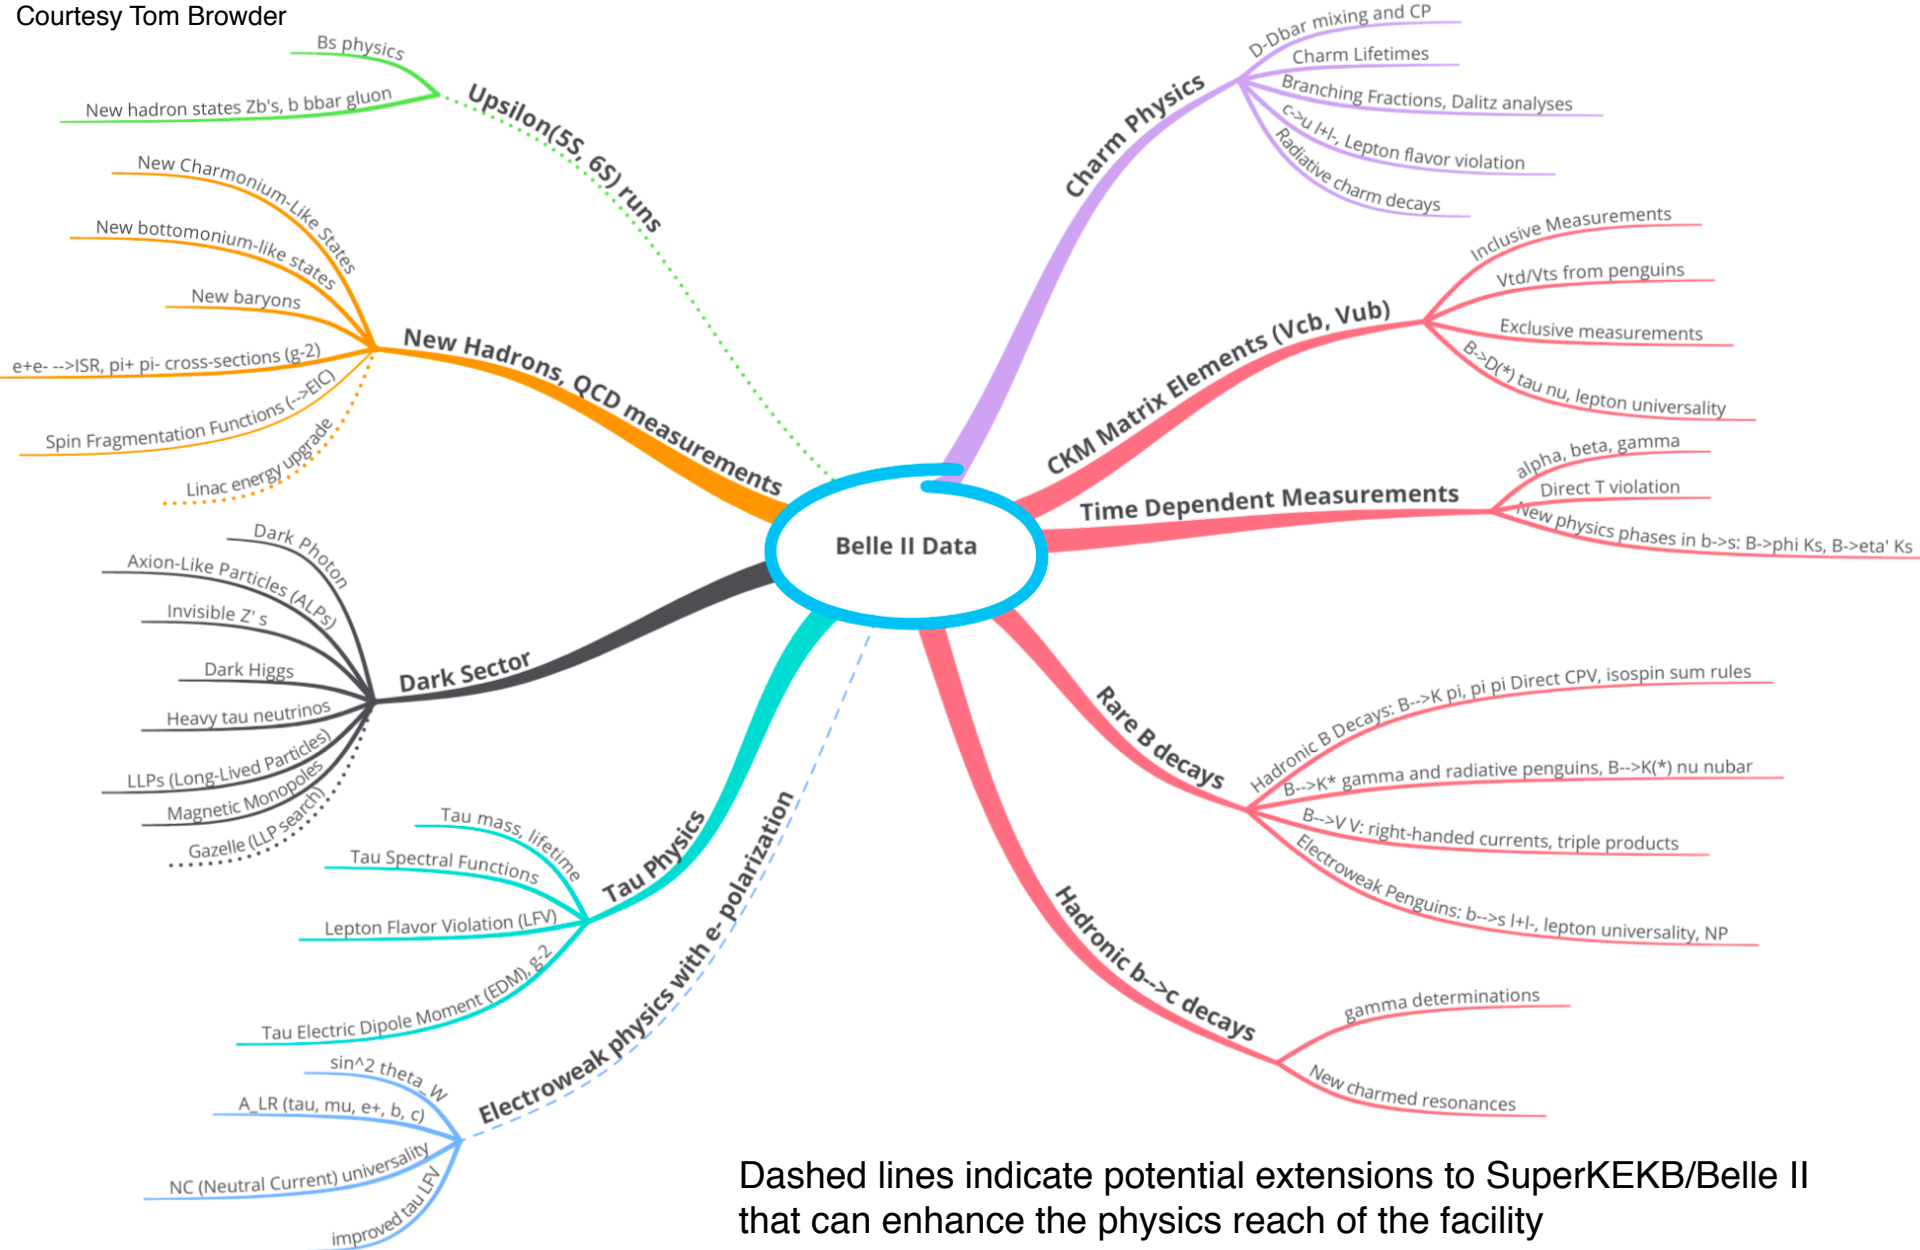 Courtesy Tom Browder
Bs physics
New hadron states Zb's, b bbar gluon
Upsilon(5S, 6S) runs
New Charmonium-Like States
New bottomonium-like states
New baryons
e+e- -->ISR, pi+ pi- cross-sections (g-2)
Spin Fragmentation Functions (-->EIC)
Linac energy upgrade
New Hadrons, QCD measurements
Dark Photon
Axion-Like Particles (ALPs)
Invisible Z' s
Dark Higgs
Heavy tau neutrinos
LLPs (Long-Lived Particles)
Magnetic Monopoles
Gazelle (LLP search)
Dark Sector
Tau mass, lifetime
Tau Spectral Functions
Lepton Flavor Violation (LFV)
Tau Electric Dipole Moment (EDM), g-2
Tau Physics
sin^2 theta_W
A_LR (tau, mu, e+, b, c)
NC (Neutral Current) universality
improved tau LFV
Electroweak physics with e- polarization
Belle II Data
Charm Physics
D-Dbar mixing and CP
Charm Lifetimes
Branching Fractions, Dalitz analyses
c->u l+l-, Lepton flavor violation
Radiative charm decays
CKM Matrix Elements (Vcb, Vub)
Inclusive Measurements
Vtd/Vts from penguins
Exclusive measurements
B->D(*) tau nu, lepton universality
Time Dependent Measurements
alpha, beta, gamma
Direct T violation
New physics phases in b->s: B->phi Ks, B->eta' Ks
Rare B decays
Hadronic B Decays: B-->K pi, pi pi Direct CPV, isospin sum rules
B-->K* gamma and radiative penguins, B-->K(*) nu nubar
B-->V V: right-handed currents, triple products
Electroweak Penguins: b-->s l+l-, lepton universality, NP
Hadronic b-->c decays
gamma determinations
New charmed resonances
Dashed lines indicate potential extensions to SuperKEKB/Belle II
that can enhance the physics reach of the facility